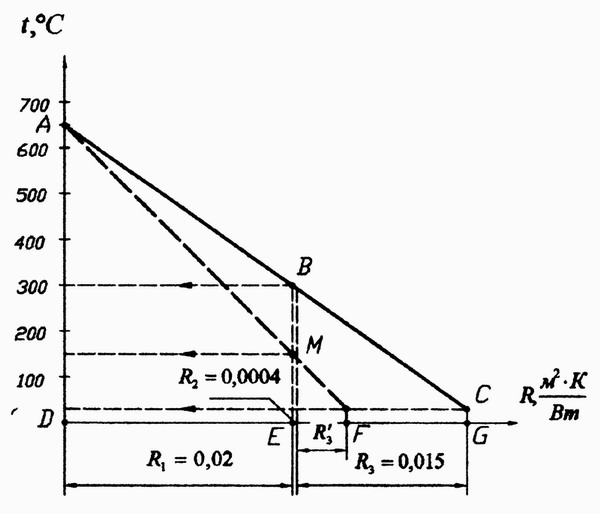 t,°C
700
A
600
500
400
300
B
200
M
100
R₂ = 0,0004
C
R, м²·К / Вт
D
E
R₃′
F
G
R₁ = 0,02
R₃ = 0,015